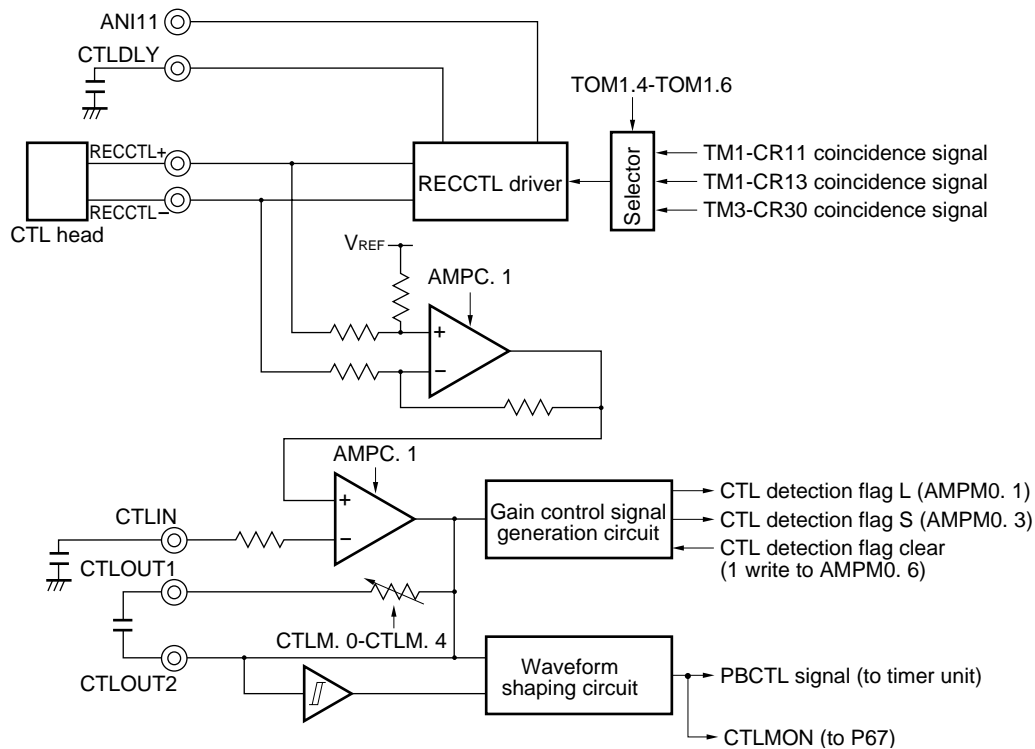 ANI11
CTLDLY
TOM1.4-TOM1.6
RECCTL+
RECCTL−
CTL head
RECCTL driver
Selector
TM1-CR11 coincidence signal
TM1-CR13 coincidence signal
TM3-CR30 coincidence signal
VREF
AMPC. 1
+
−
AMPC. 1
+
−
CTLIN
Gain control signal
generation circuit
CTL detection flag L (AMPM0. 1)
CTL detection flag S (AMPM0. 3)
CTL detection flag clear
(1 write to AMPM0. 6)
CTLOUT1
CTLM. 0-CTLM. 4
CTLOUT2
Waveform
shaping circuit
PBCTL signal (to timer unit)
CTLMON (to P67)